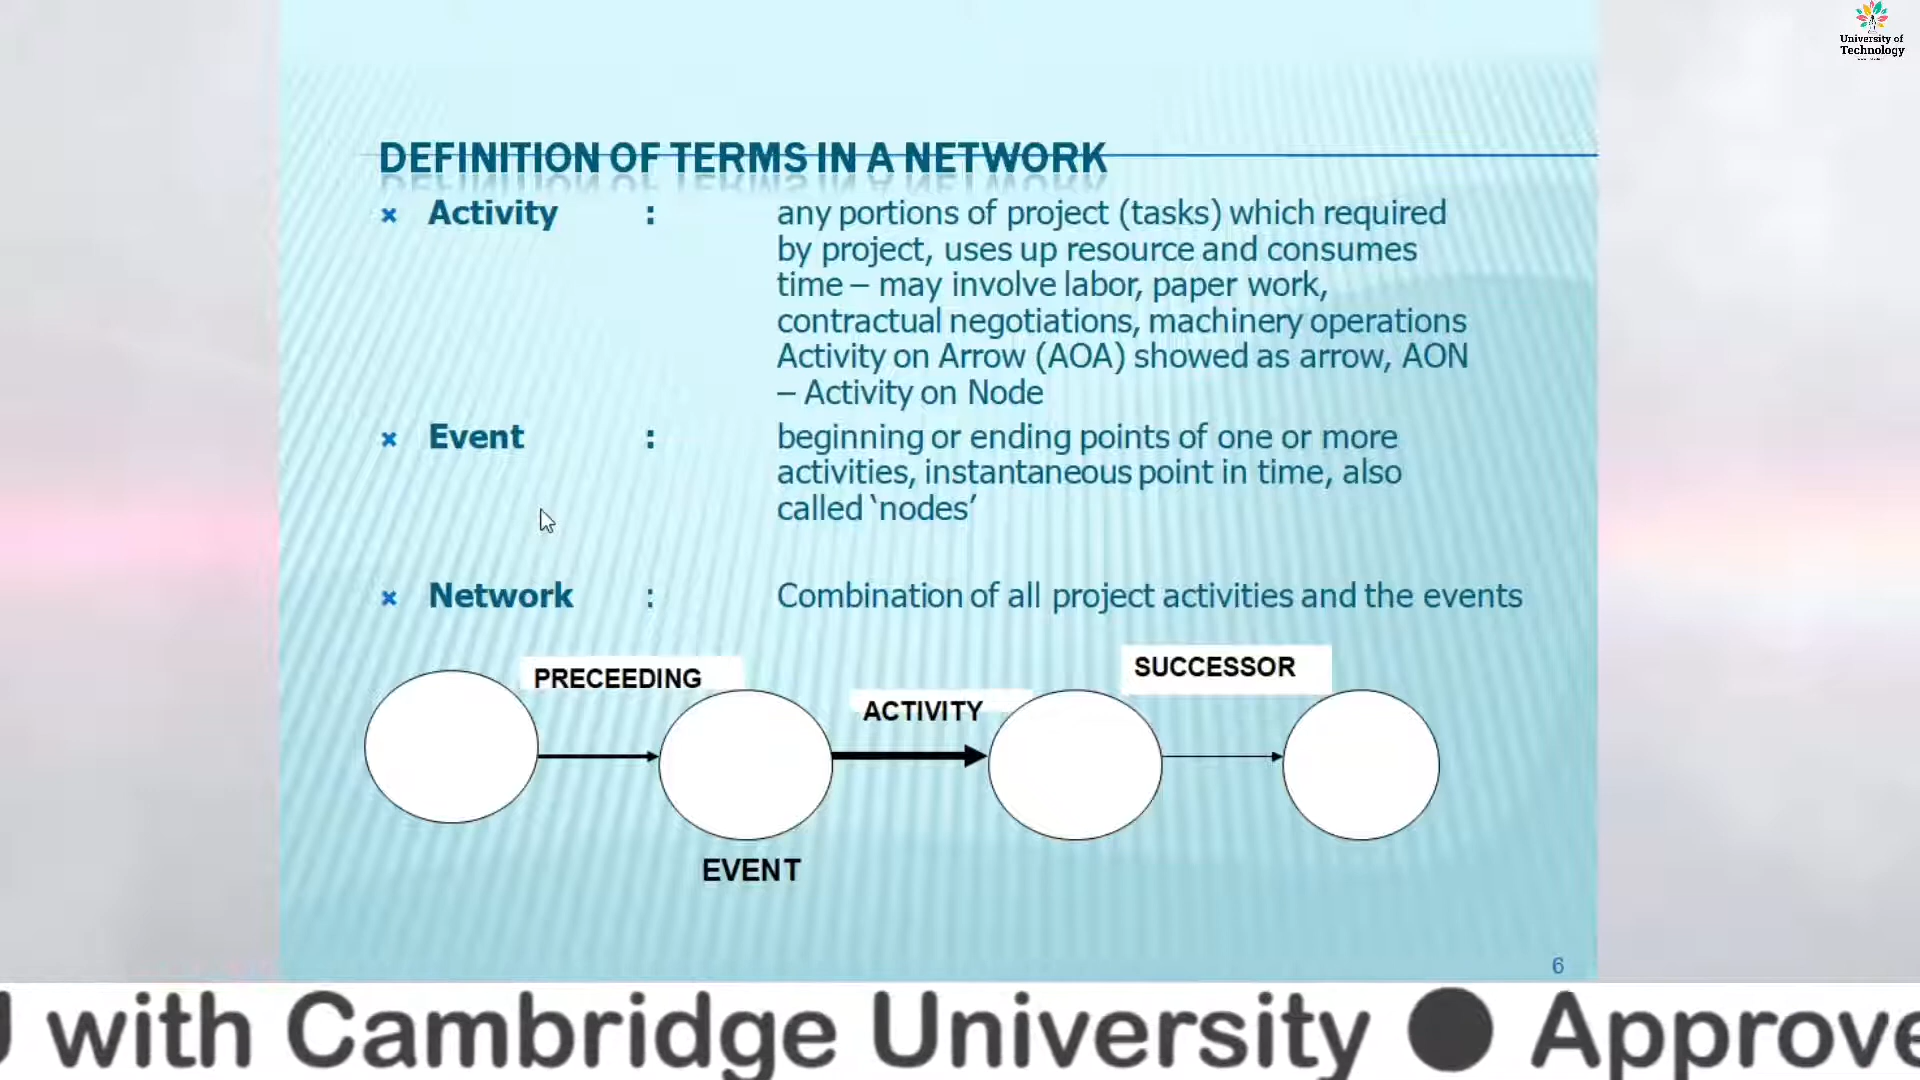 University of
Technology
DEFINITION OF TERMS IN A NETWORK
Activity : any portions of project (tasks) which required
by project, uses up resource and consumes
time – may involve labor, paper work,
contractual negotiations, machinery operations
Activity on Arrow (AOA) showed as arrow, AON
– Activity on Node
Event : beginning or ending points of one or more
activities, instantaneous point in time, also
called ‘nodes’
Network : Combination of all project activities and the events
PRECEEDING
SUCCESSOR
ACTIVITY
EVENT
6
with Cambridge University ● Approve